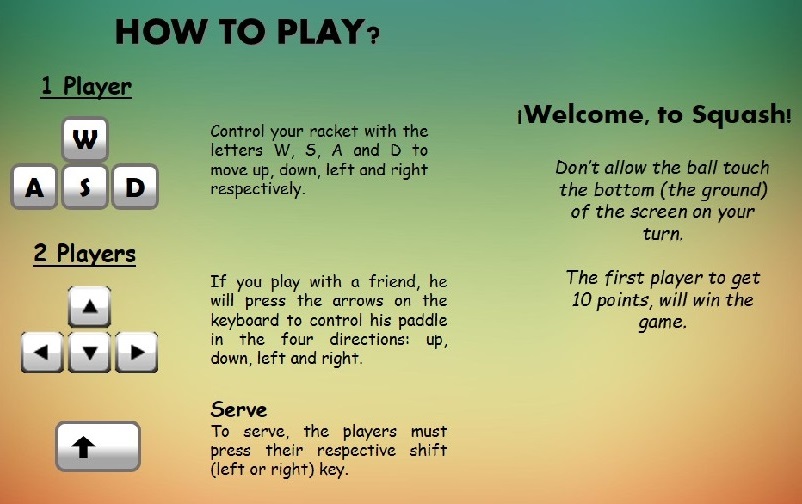 HOW TO PLAY?
1 Player
W
A S D
Control your racket with the
letters W, S, A and D to
move up, down, left and right
respectively.
2 Players
If you play with a friend, he
will press the arrows on the
keyboard to control his paddle
in the four directions: up,
down, left and right.
Serve
To serve, the players must
press their respective shift
(left or right) key.
¡Welcome, to Squash!
Don't allow the ball touch
the bottom (the ground)
of the screen on your
turn.
The first player to get
10 points, will win the
game.